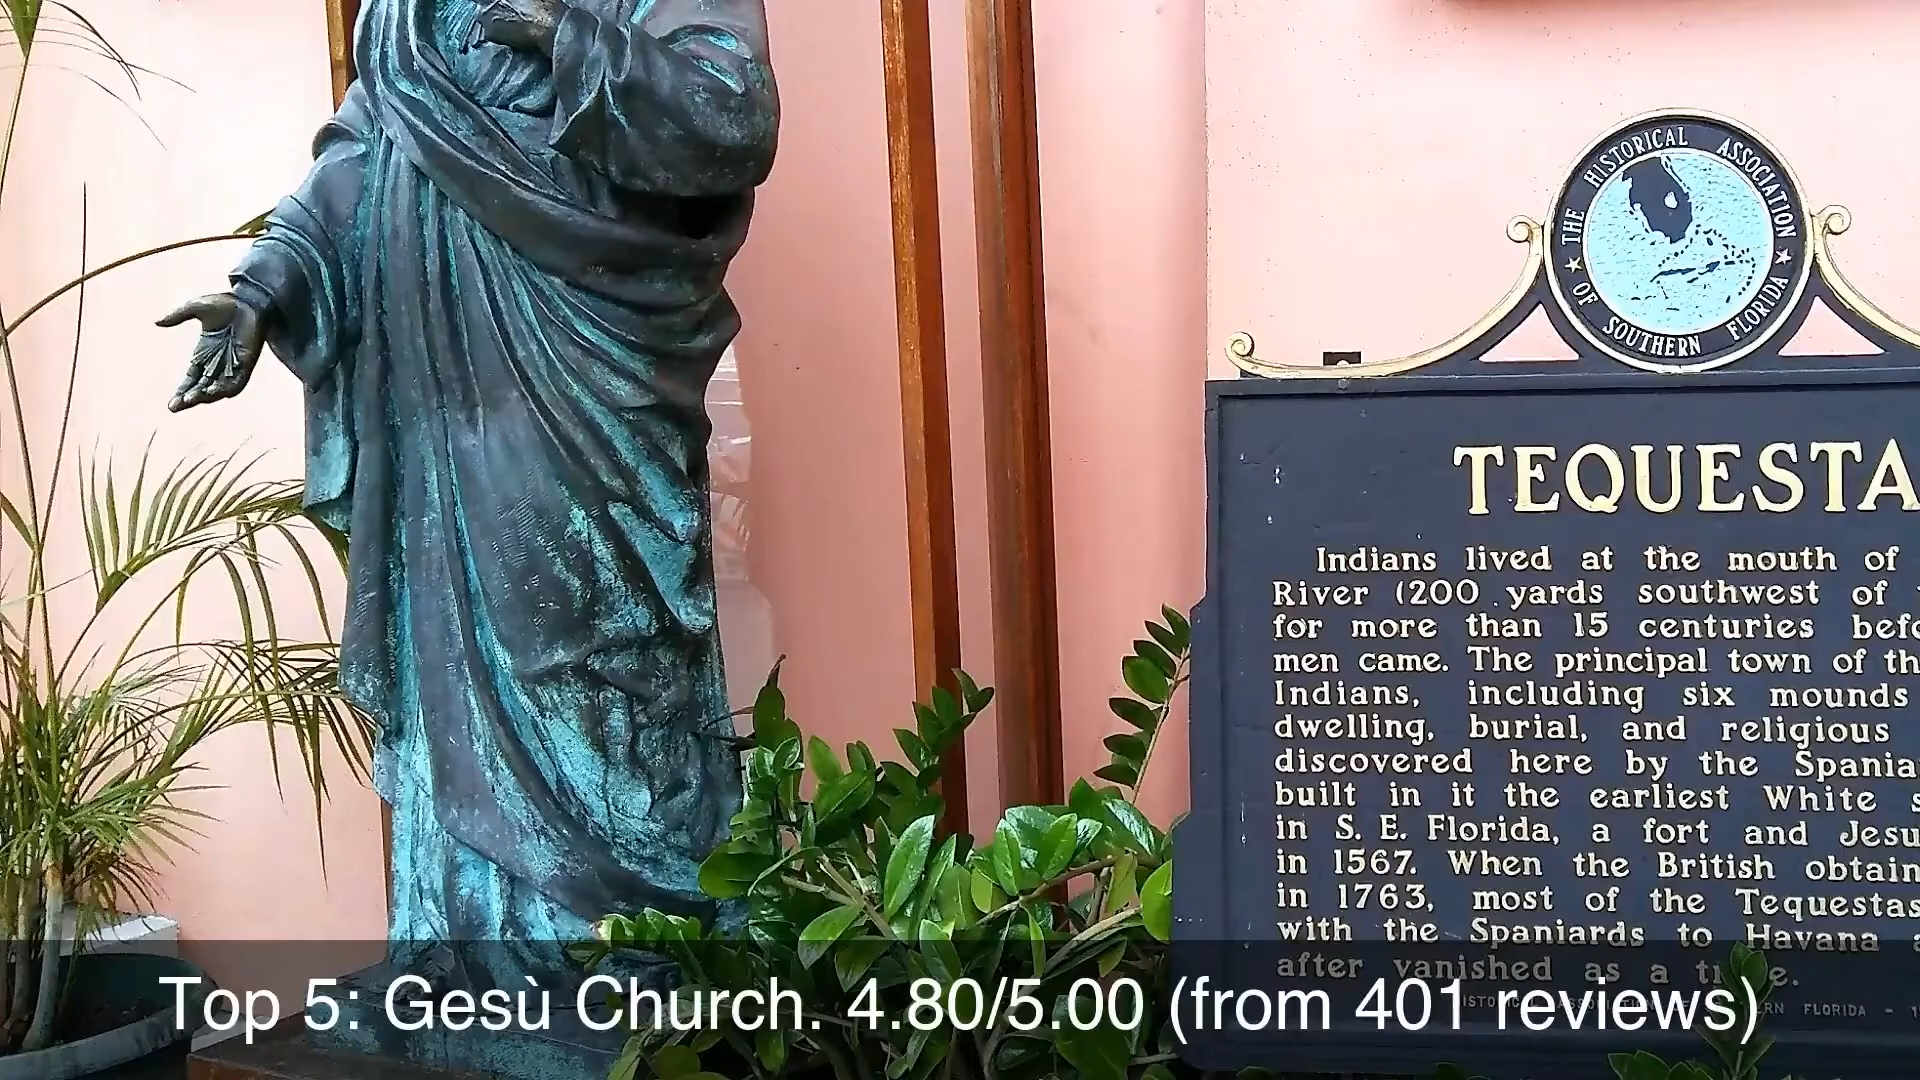 ★ THE HISTORICAL ASSOCIATION ★
OF SOUTHERN FLORIDA
TEQUESTA
Indians lived at the mouth of
River (200 yards southwest of
for more than 15 centuries
men came. The principal town of
Indians, including six mounds
dwelling, burial, and religious
discovered here by the
built in it the earliest White
in S. E. Florida, a fort and
in 1567. When the British
in 1763, most of the Tequestas
with the Spaniards to Havana
after vanished as a
FLORIDA -
Top 5: Gesù Church. 4.80/5.00 (from 401 reviews)